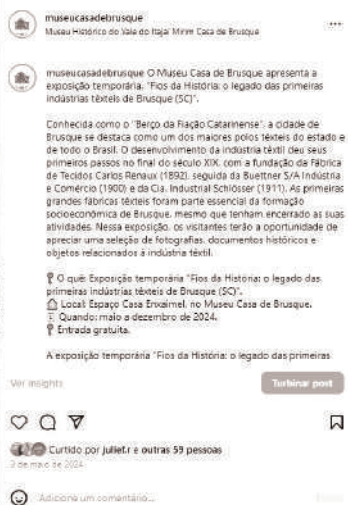 museucasadebrusque
Museu Histórico do Vale do Itajaí Mirim Casa de Brusque
museucasadebrusque O Museu Casa de Brusque apresenta a
exposição temporária, "Fios da História: o legado das primeiras
indústrias têxteis de Brusque (SC)".
Conhecida como o "Berço da Fiação Catarinense", a cidade de
Brusque se destaca como um dos maiores polos têxteis do estado e
de todo o Brasil. O desenvolvimento da indústria têxtil deu seus
primeiros passos no final do século XIX, com a fundação da Fábrica
de Tecidos Carlos Renaux (1892), seguida da Buettner S/A Indústria
e Comércio (1900) e da Cia. Industrial Schlösser (1911). As primeiras
grandes fábricas têxteis foram parte essencial da formação
socioeconômica de Brusque, mesmo que tenham encerrado as suas
atividades. Nessa exposição, os visitantes terão a oportunidade de
apreciar uma seleção de fotografias, documentos históricos e
objetos relacionados à indústria têxtil.
O quê: Exposição temporária "Fios da História: o legado das
primeiras indústrias têxteis de Brusque (SC)".
Local: Espaço Casa Enxaimel, no Museu Casa de Brusque.
Quando: maio a dezembro de 2024.
Entrada gratuita.
A exposição temporária "Fios da História: o legado das primeiras
Ver insights
Turbinar post
Curtido por juliet.r e outras 59 pessoas
2 de maio de 2024
Adicione um comentário...